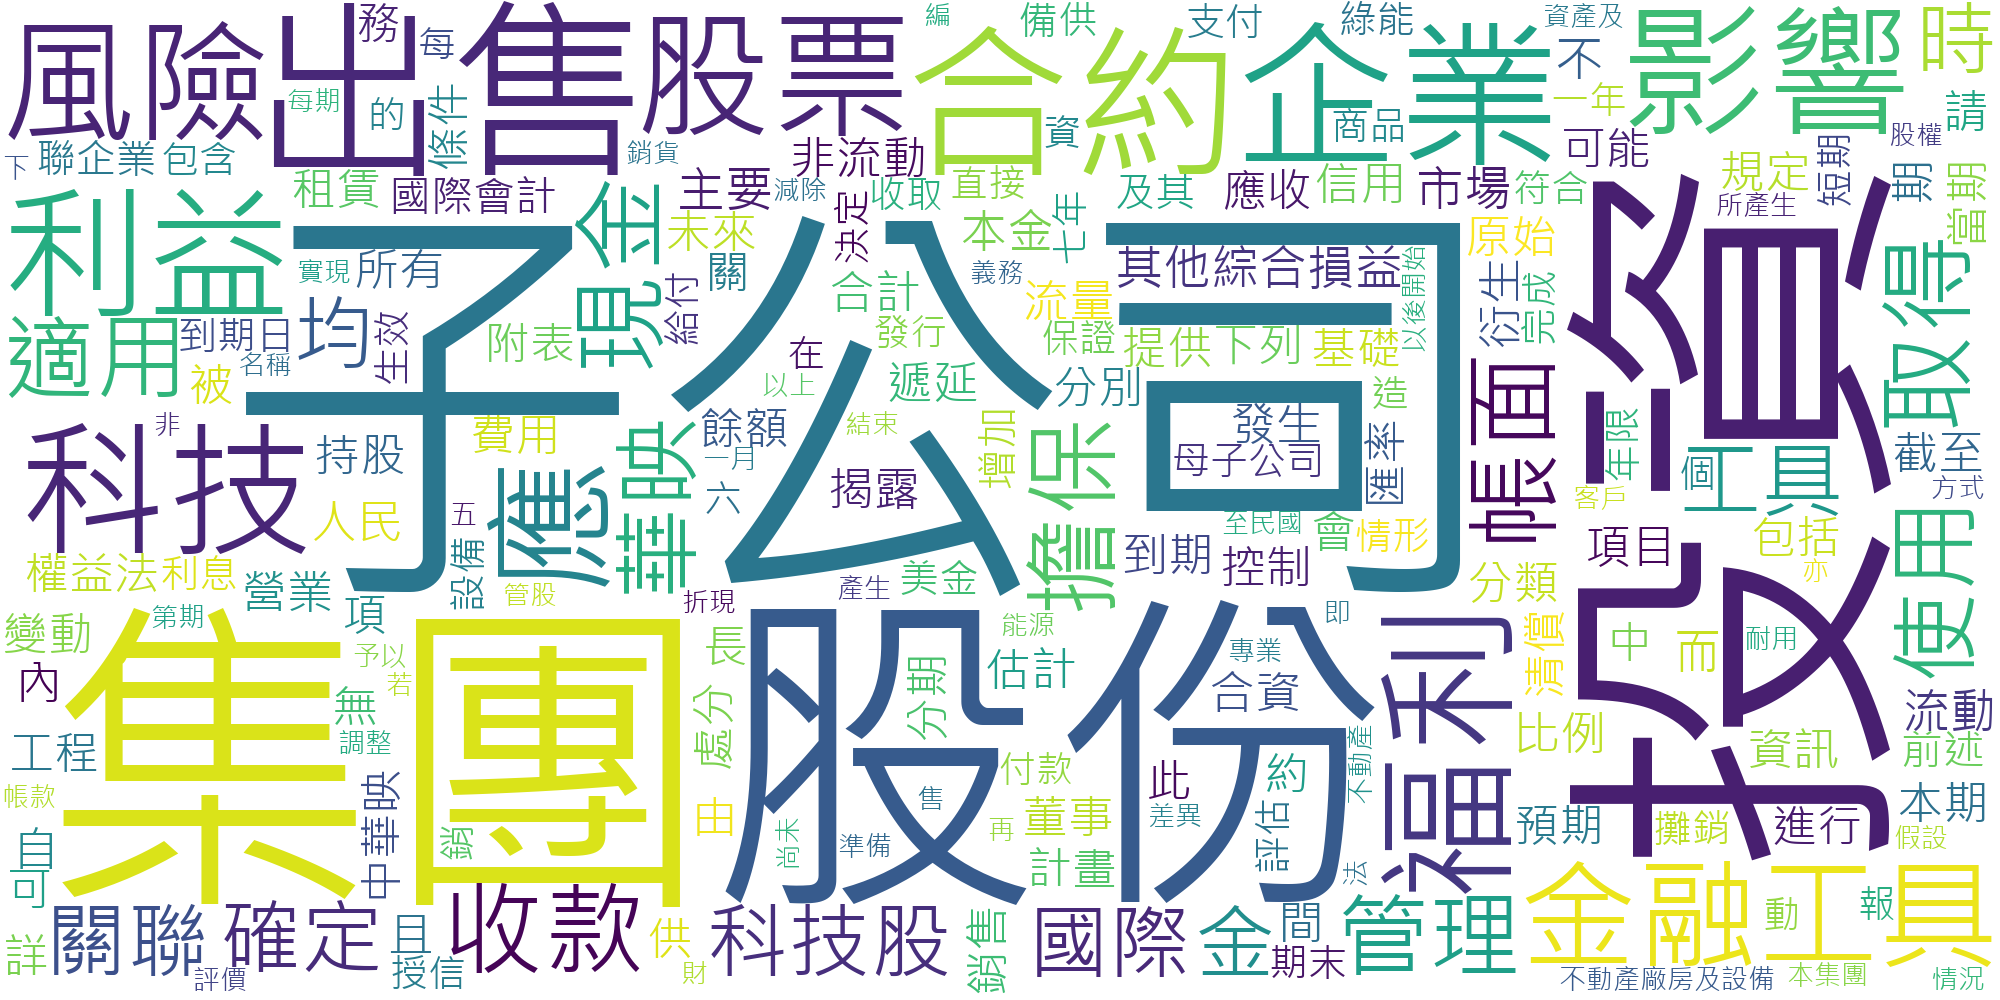 風險
出售
股票
合約
企業
影響
時
務
每
編
備供
支付
綠能
資產及
不
一年
請
股權
每期
的
條件
銷貨
非流動
資
商品
可能
下
聯企業
包含
租賃
國際會計
主要
減除
收取
直接
及其
應收
信用
市場
符合
規定
所產生
短期
期
富期
利益
子公司
現金
未來
決定
本金
七年
原始
實現
所有
關
合計
義務
流量
其他綜合損益
以後開始
衍生
完成
投資
取得
適用
到期日
均
生效
附表
給付
在
發行
保證
提供
下列
基礎
名稱
被
以上
遞延
分別
造
帳面
非
科技
持股
費用
華映
餘額
一月
結束
增加
擔保
發生
母子公司
匯率
年限
工具
個
截至
方式
人民
五
應
六
揭露
至民國
會
情形
客戶
包括
亦
項目
使用
權益法
利息
營業
項
設備
管股
折現
產生
美金
到期
控制
分類
變動
第期
集團
予以
若
長
股份
能源
專業
即
福利
清償
中
而
耐用
內
無
調整
處分
分期
估計
合資
比例
資訊
流動
前述
工程
帳款
中華映
銷
由
尚未
售
準備
付款
董事
再
此
差異
約
評估
不動產
法
預期
攤銷
進行
本期
假設
自
可
計畫
詳
關聯
確定
評價
且
授信
收款
供
財
科技股
銷售
國際
金
間
期末
管理
金融工具
動
報
不動產廠房及設備
本集團
情況